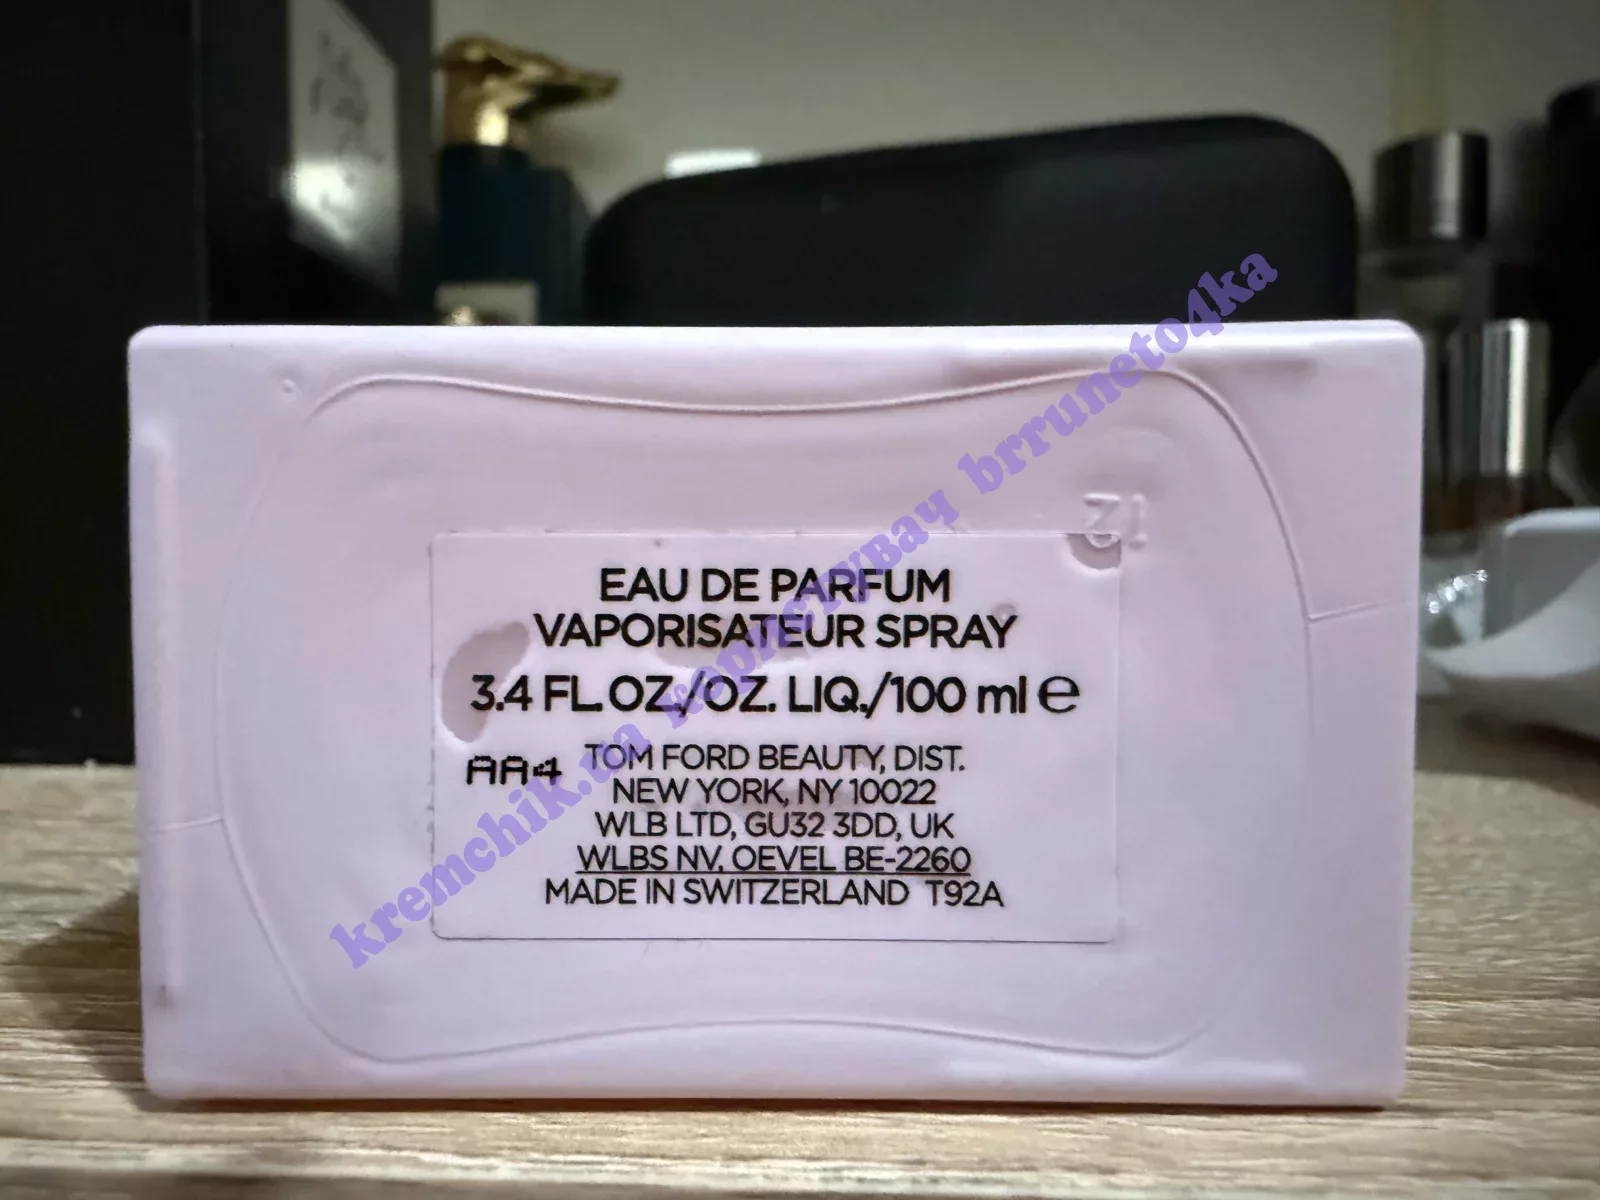 12
EAU DE PARFUM
VAPORISATEUR SPRAY
3.4 FL.OZ./OZ. LIQ./100 ml e
AA4
TOM FORD BEAUTY, DIST.
NEW YORK, NY 10022
WLB LTD, GU32 3DD, UK
WLBS NV, OEVEL BE-2260
MADE IN SWITZERLAND T92A
kremchik.ua користувач brruneto4ka